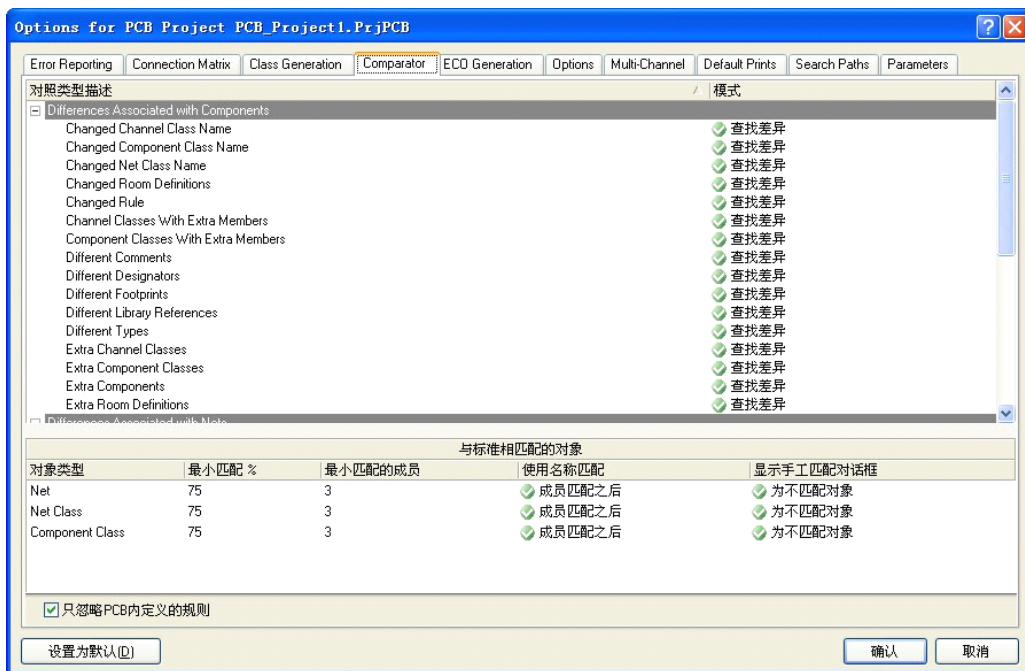 Options for PCB Project PCB_Project1.PrjPCB
Error Reporting Connection Matrix Class Generation Comparator ECO Generation Options Multi-Channel Default Prints Search Paths Parameters
对照类型描述 模式
Differences Associated with Components
Changed Channel Class Name 查找差异
Changed Component Class Name 查找差异
Changed Net Class Name 查找差异
Changed Room Definitions 查找差异
Changed Rule 查找差异
Channel Classes With Extra Members 查找差异
Component Classes With Extra Members 查找差异
Different Comments 查找差异
Different Designators 查找差异
Different Footprints 查找差异
Different Library References 查找差异
Different Types 查找差异
Extra Channel Classes 查找差异
Extra Component Classes 查找差异
Extra Components 查找差异
Extra Room Definitions 查找差异
Differences Associated with Nets
与标准相匹配的对象
对象类型 最小匹配 % 最小匹配的成员 使用名称匹配 显示手工匹配对话框
Net 75 3 成员匹配之后 为不匹配对象
Net Class 75 3 成员匹配之后 为不匹配对象
Component Class 75 3 成员匹配之后 为不匹配对象
只忽略PCB内定义的规则
设置为默认(D) 确认 取消